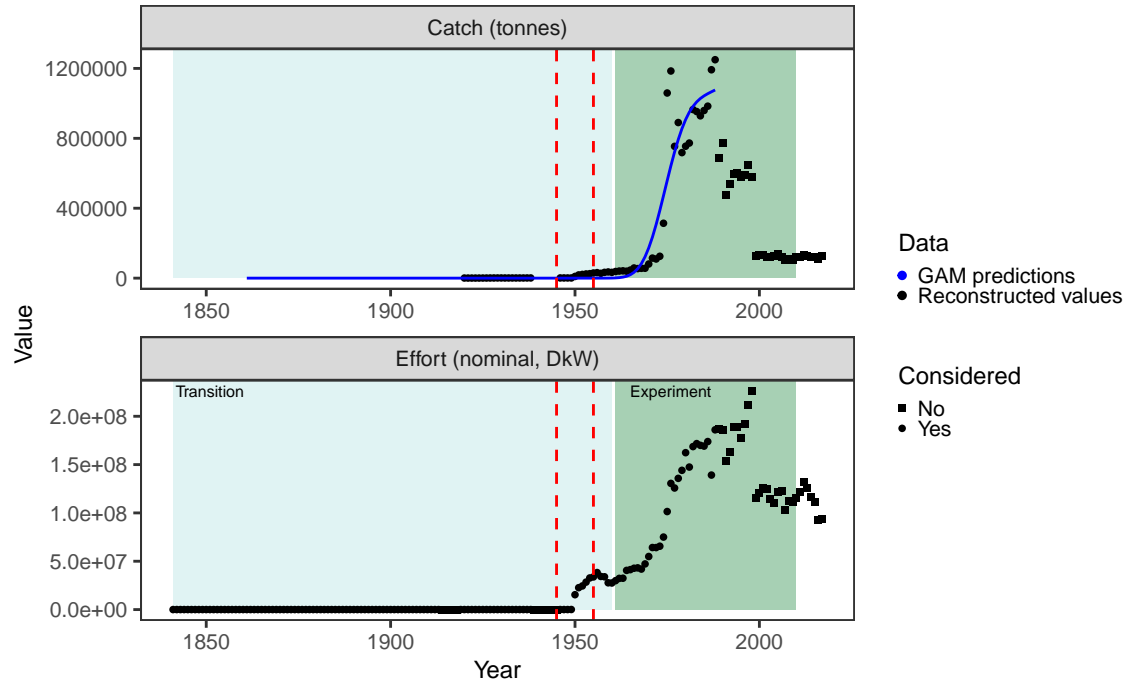 Catch (tonnes)
1200000
800000
400000
0
1850
1900
1950
2000
Value
Effort (nominal, DkW)
Transition
Experiment
2.0e+08
1.5e+08
1.0e+08
5.0e+07
0.0e+00
1850
1900
1950
2000
Year
Data
GAM predictions
Reconstructed values
Considered
No
Yes